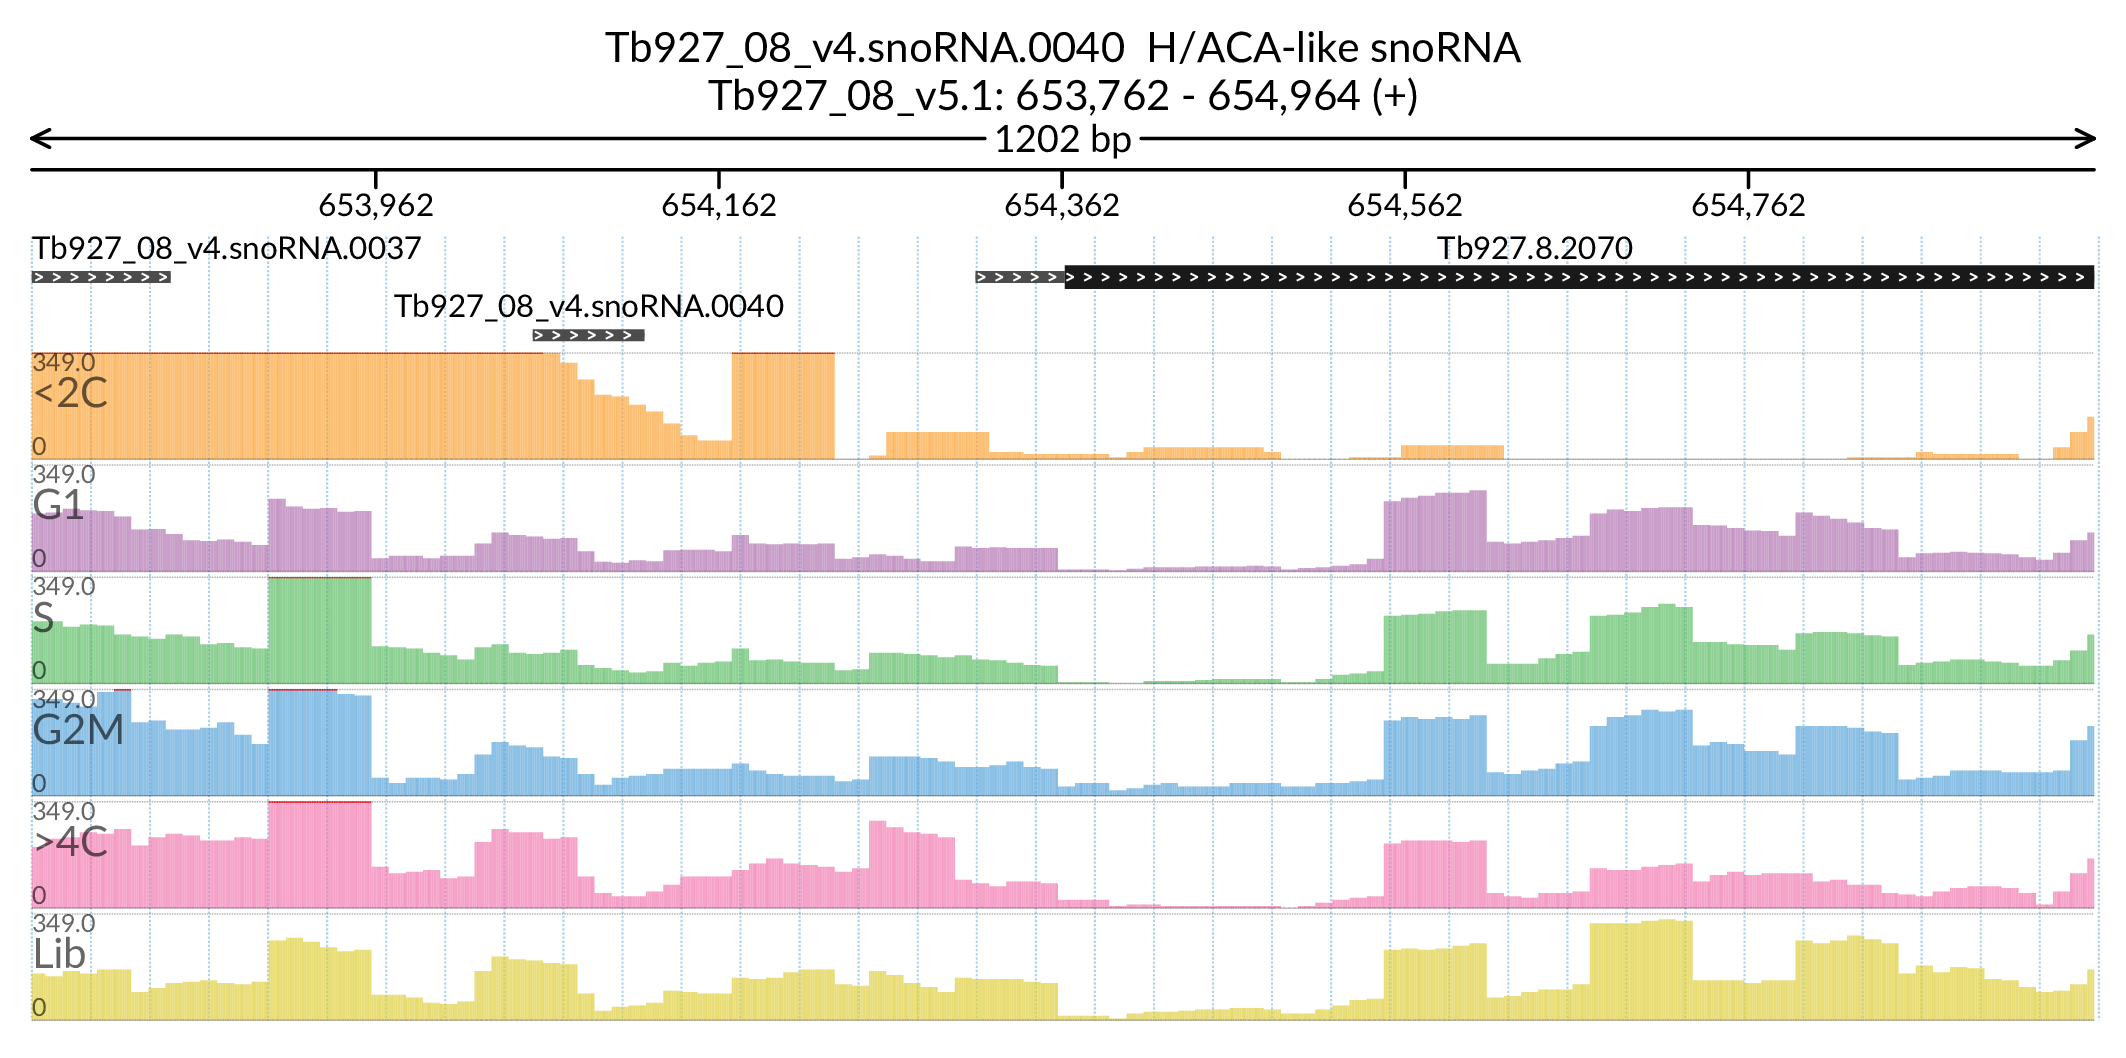 Tb927_08_v4.snoRNA.0040  H/ACA-like snoRNA
Tb927_08_v5.1: 653,762 - 654,964 (+)
1202 bp
653,962 654,162 654,362 654,562 654,762
Tb927_08_v4.snoRNA.0037 Tb927.8.2070
Tb927_08_v4.snoRNA.0040
349.0
<2C
0
349.0
G1
0
349.0
S
0
349.0
G2M
0
349.0
>4C
0
349.0
Lib
0